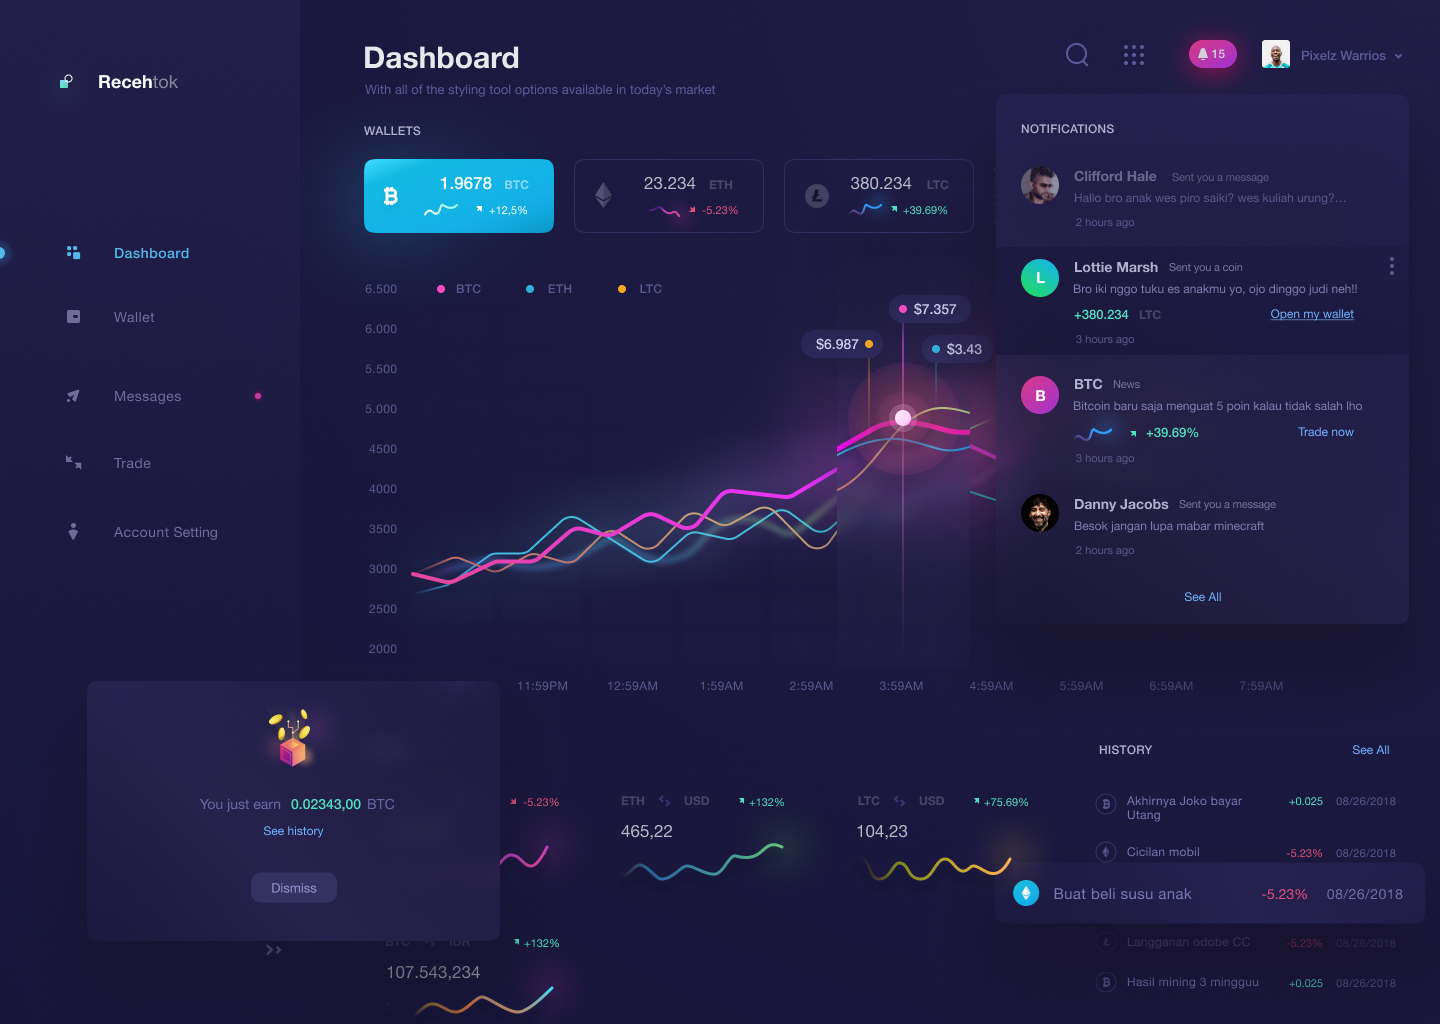 Recehtok
Dashboard
Wallet
Messages
Trade
Account Setting
Dashboard
With all of the styling tool options available in today's market
15
Pixelz Warrios
WALLETS
1.9678 BTC
+12,5%
23.234 ETH
-5.23%
380.234 LTC
+39.69%
BTC ETH LTC
6.500
6.000
5.500
5.000
4500
4000
3500
3000
2500
2000
$7.357
$6.987
$3.43
11:59PM 12:59AM 1:59AM 2:59AM 3:59AM 4:59AM 5:59AM 6:59AM 7:59AM
NOTIFICATIONS
Clifford Hale Sent you a message
Hallo bro anak wes piro saiki? wes kuliah urung?...
2 hours ago
L
Lottie Marsh Sent you a coin
Bro iki nggo tuku es anakmu yo, ojo dinggo judi neh!!
+380.234 LTC Open my wallet
3 hours ago
B
BTC News
Bitcoin baru saja menguat 5 poin kalau tidak salah lho
+39.69% Trade now
3 hours ago
Danny Jacobs Sent you a message
Besok jangan lupa mabar minecraft
2 hours ago
See All
You just earn 0.02343,00 BTC
See history
Dismiss
-5.23%
ETH USD +132%
465,22
LTC USD +75.69%
104,23
BTC IDR +132%
107.543,234
HISTORY See All
Akhirnya Joko bayar
Utang
+0.025 08/26/2018
Cicilan mobil -5.23% 08/26/2018
Buat beli susu anak -5.23% 08/26/2018
Langganan odobe CC -5.23% 08/26/2018
Hasil mining 3 mingguu +0.025 08/26/2018